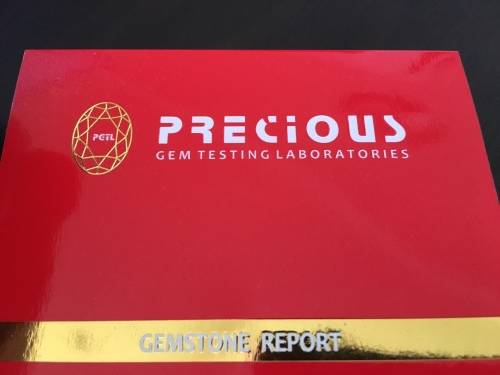 PGTL
PRECIOUS
GEM TESTING LABORATORIES
GEMSTONE REPORT